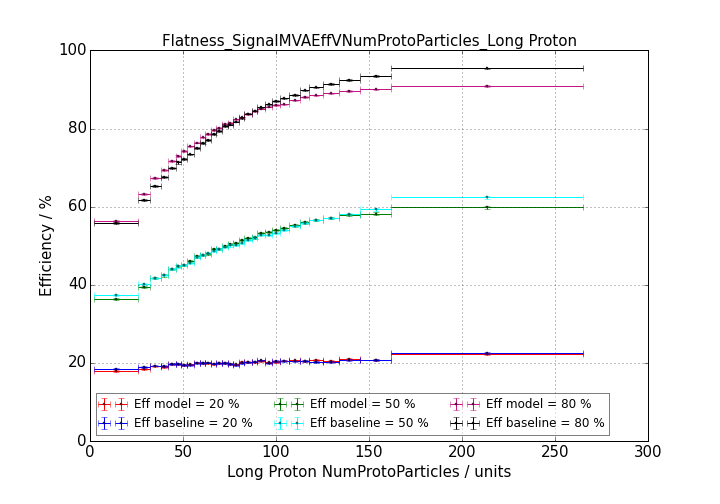 Flatness_SignalMVAEffVNumProtoParticles_Long Proton
100
80
60
40
20
0
Efficiency / %
Eff model = 20 % Eff model = 50 % Eff model = 80 %
Eff baseline = 20 % Eff baseline = 50 % Eff baseline = 80 %
0 50 100 150 200 250 300
Long Proton NumProtoParticles / units